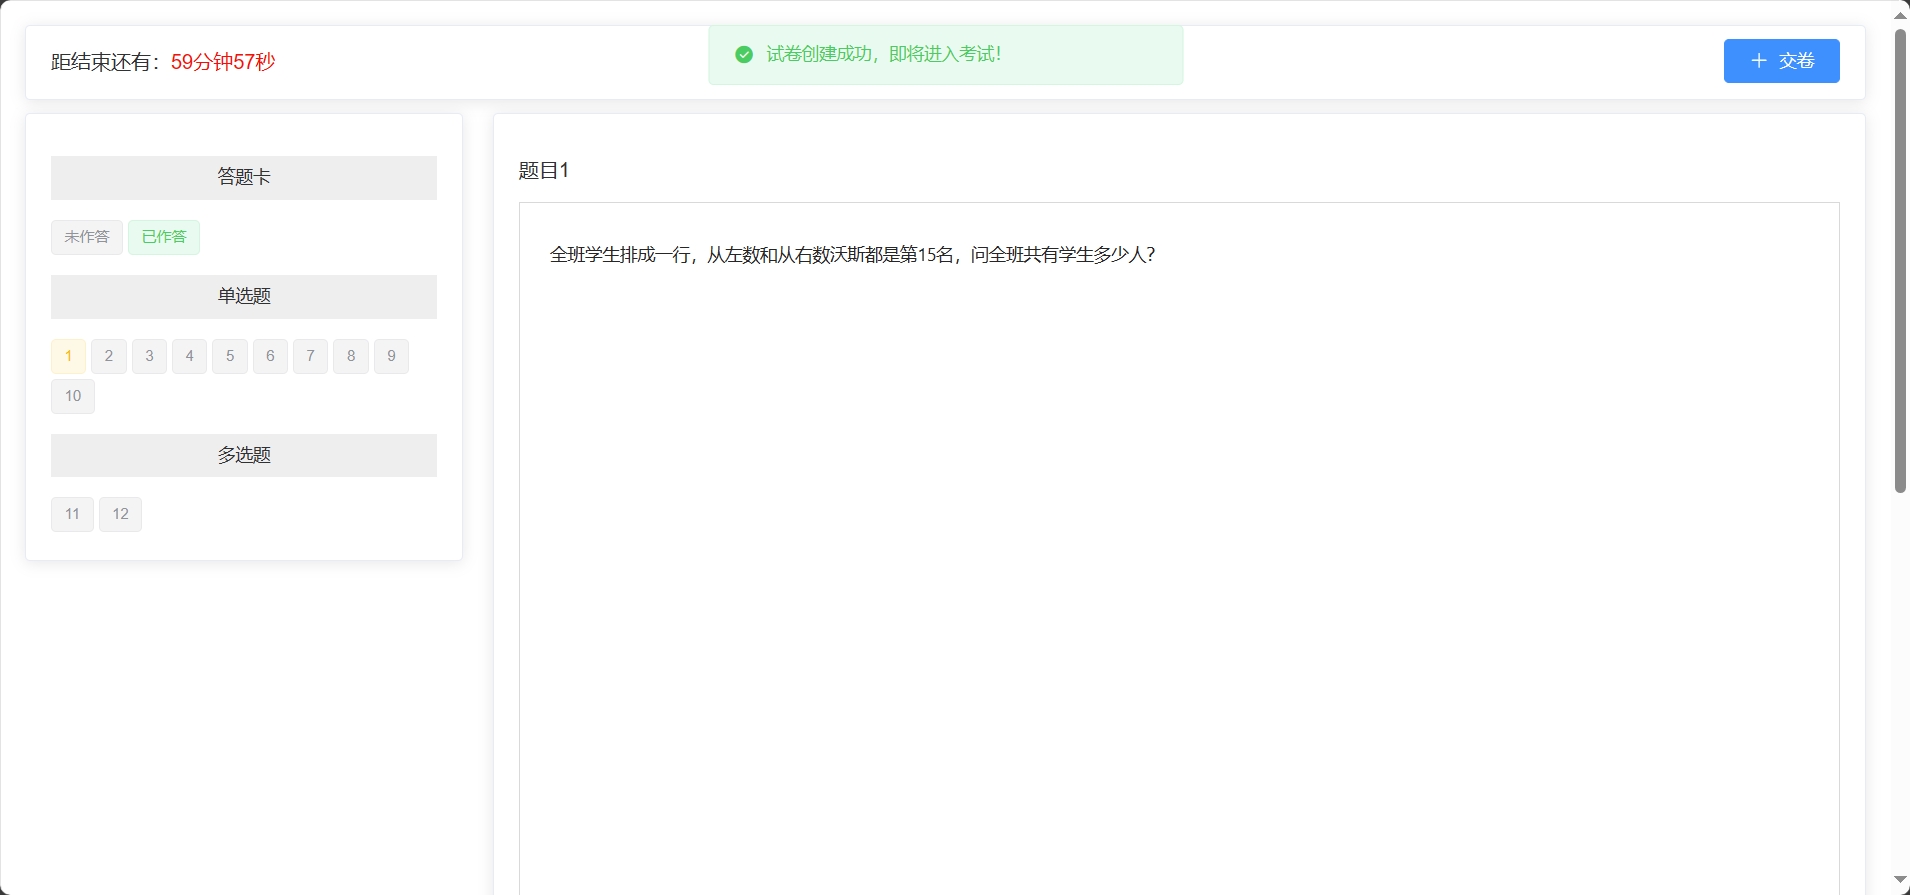 距结束还有：59分钟57秒
试卷创建成功，即将进入考试！
交卷
答题卡
未作答 已作答
单选题
1 2 3 4 5 6 7 8 9
10
多选题
11 12
题目1
全班学生排成一行，从左数和从右数沃斯都是第15名，问全班共有学生多少人？